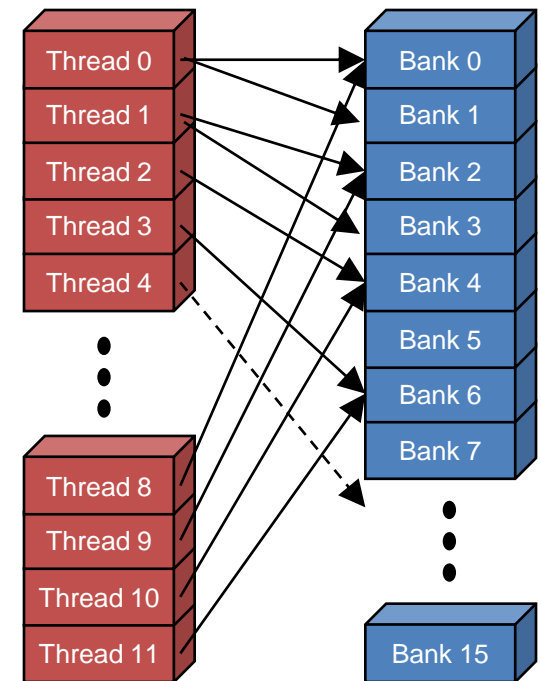 Thread 0
Thread 1
Thread 2
Thread 3
Thread 4
Thread 8
Thread 9
Thread 10
Thread 11
Bank 0
Bank 1
Bank 2
Bank 3
Bank 4
Bank 5
Bank 6
Bank 7
Bank 15